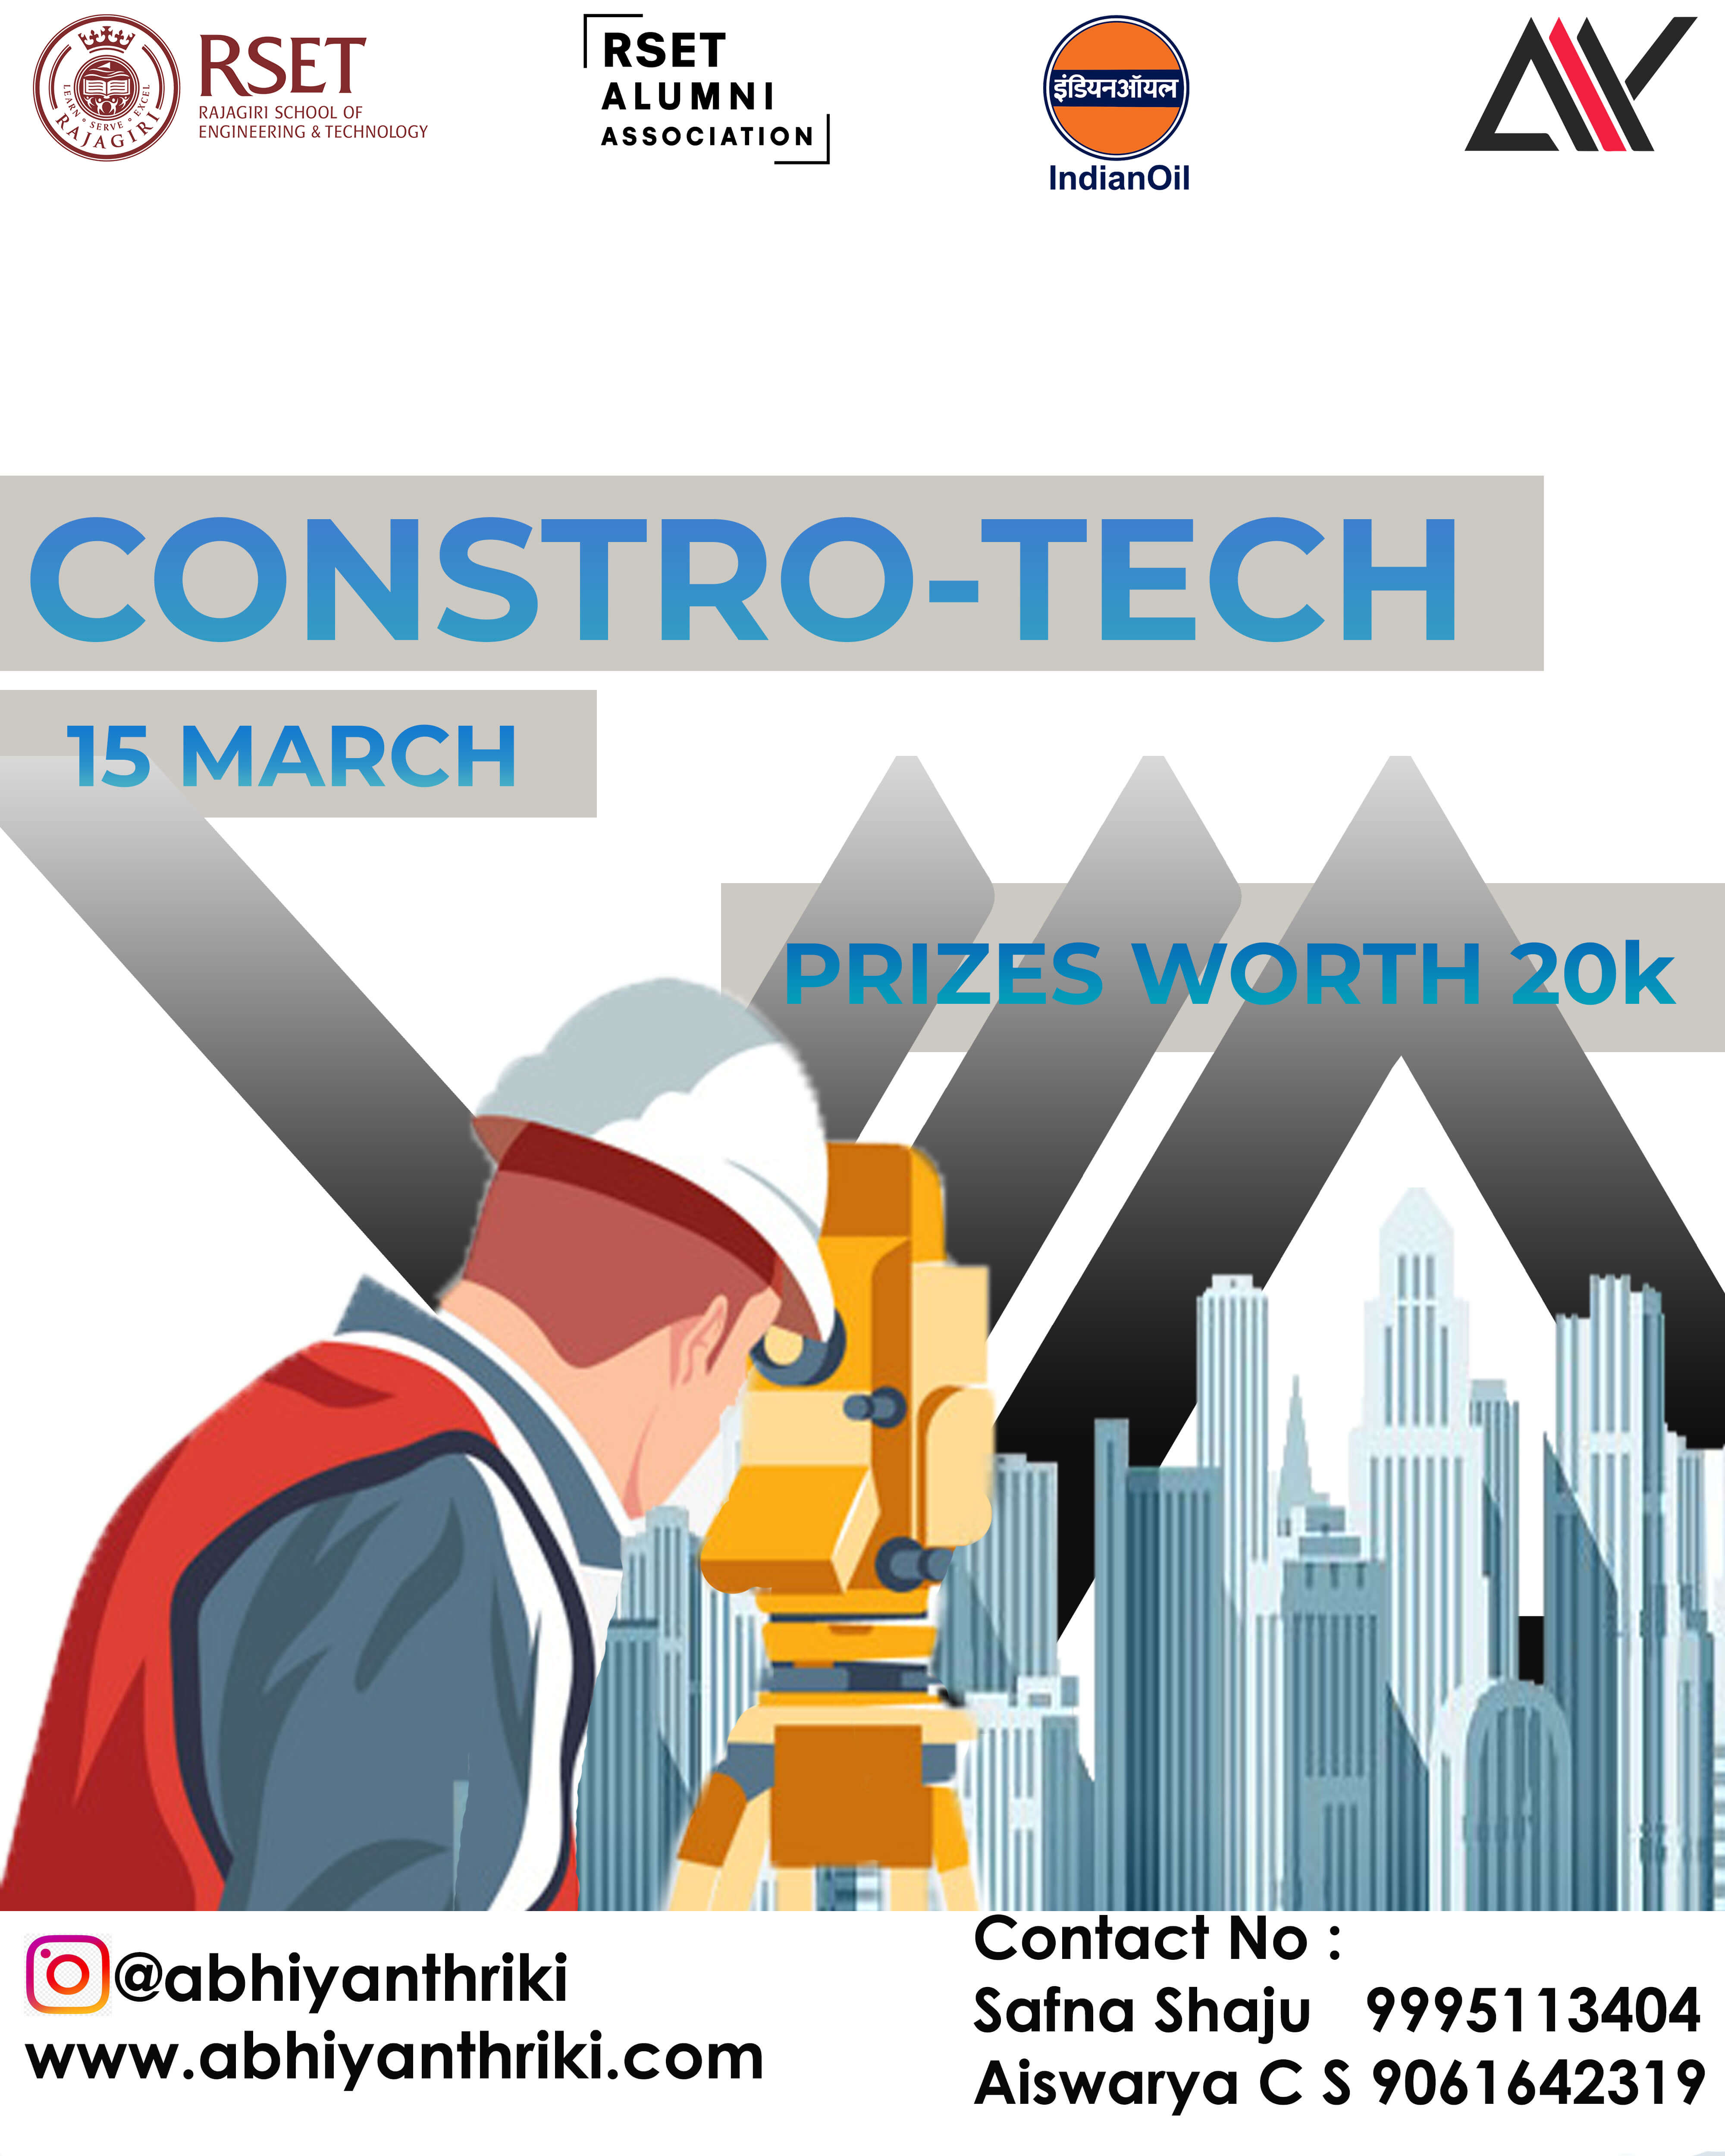 RSET
RAJAGIRI SCHOOL OF
ENGINEERING & TECHNOLOGY
LEARN • SERVE • EXCEL
RAJAGIRI
RSET
ALUMNI
ASSOCIATION
इंडियनऑयल
IndianOil
CONSTRO-TECH
15 MARCH
PRIZES WORTH 20k
@abhiyanthriki
www.abhiyanthriki.com
Contact No :
Safna Shaju 9995113404
Aiswarya C S 9061642319